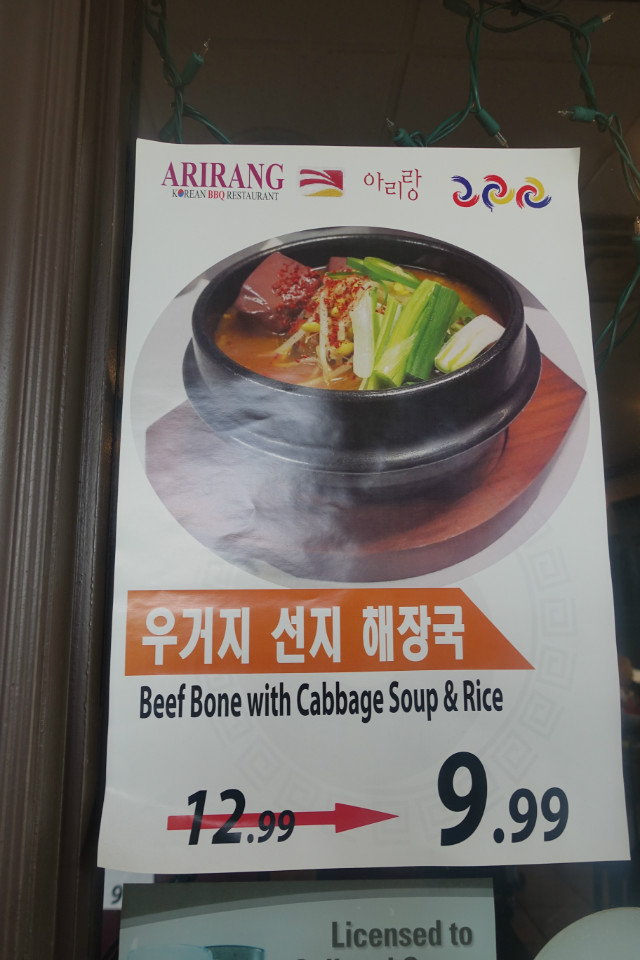 ARIRANG
KOREAN BBQ RESTAURANT
아리랑
우거지 선지 해장국
Beef Bone with Cabbage Soup & Rice
12.99
9.99
9
Licensed to